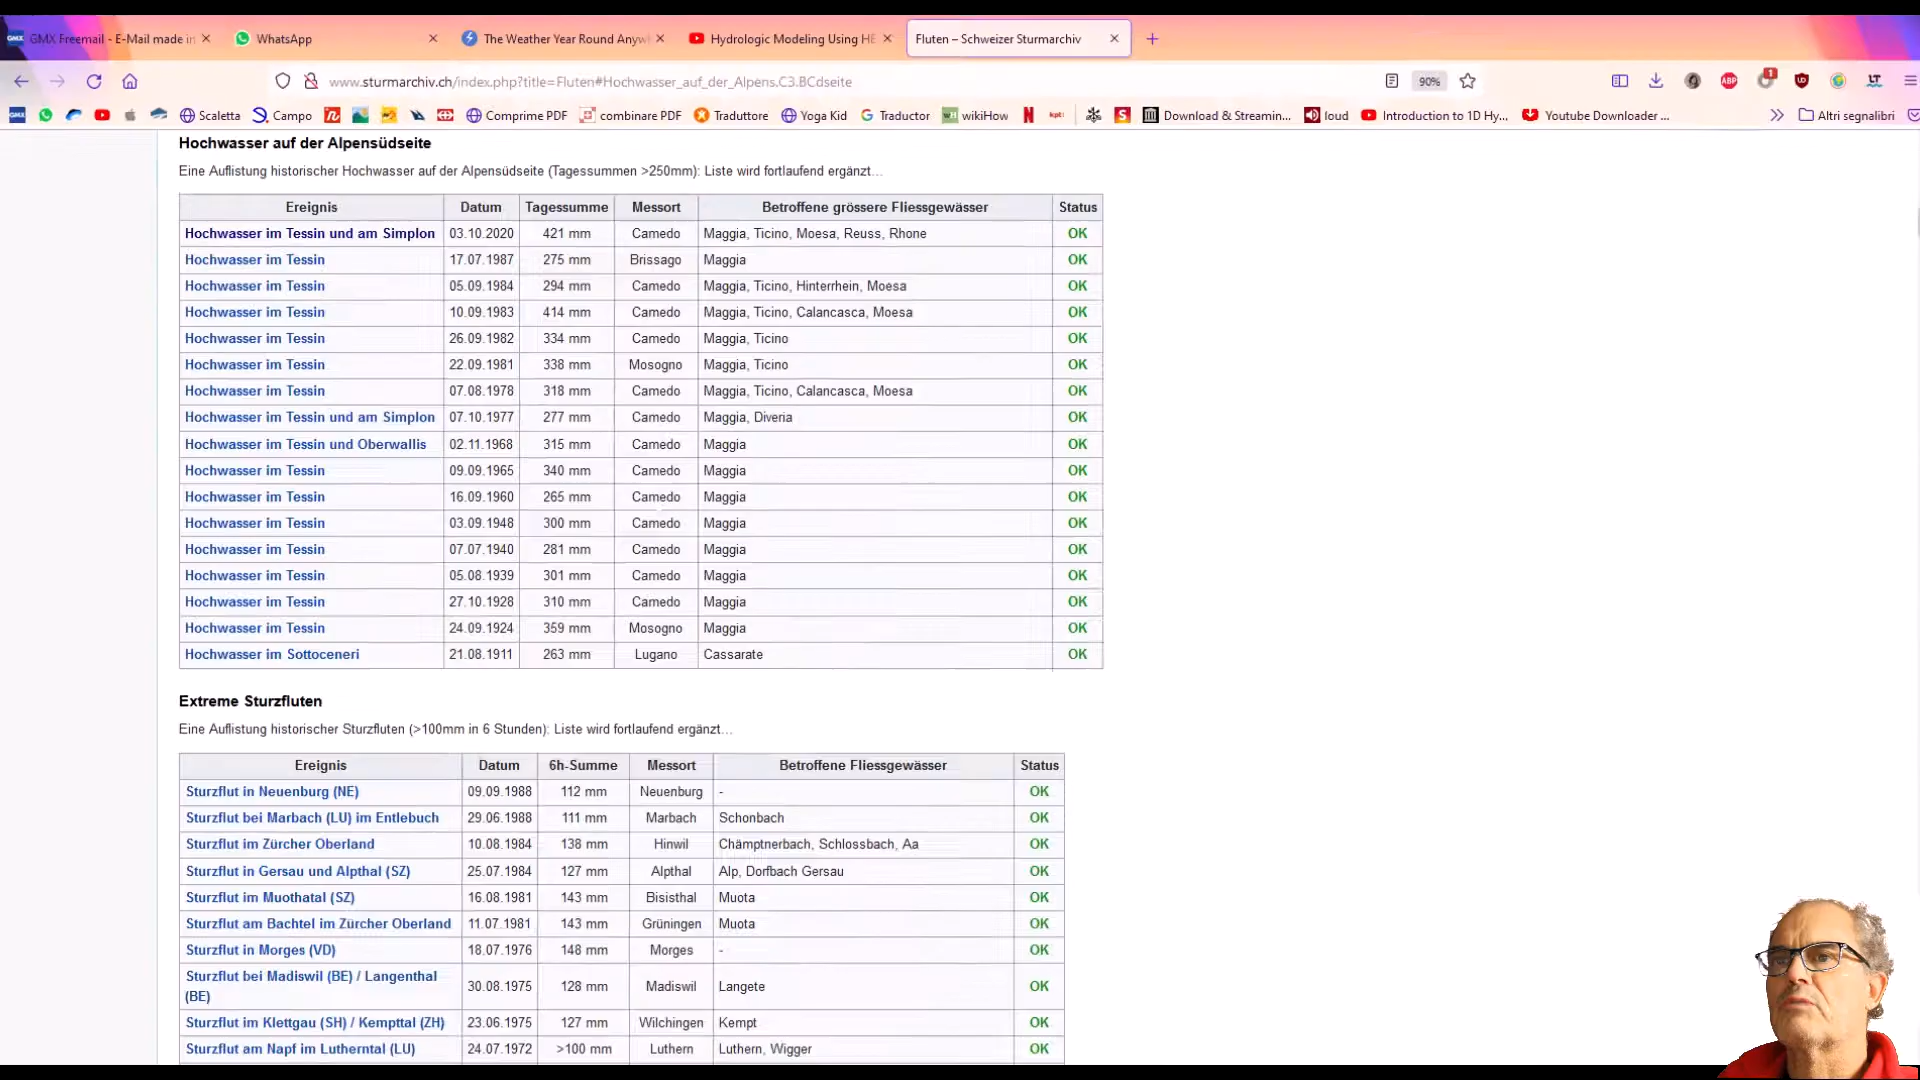 GMX Freemail - E-Mail made in
WhatsApp
The Weather Year Round Anyw
Hydrologic Modeling Using HE
Fluten – Schweizer Sturmarchiv
www.sturmarchiv.ch/index.php?title=Fluten#Hochwasser_auf_der_Alpens.C3.BCdseite
90%
Scaletta
Campo
Comprime PDF
combinare PDF
Traduttore
Yoga Kid
Traductor
wikiHow
Download & Streamin...
loud
Introduction to 1D Hy...
Youtube Downloader ...
Altri segnalibri
Hochwasser auf der Alpensüdseite
Eine Auflistung historischer Hochwasser auf der Alpensüdseite (Tagessummen >250mm): Liste wird fortlaufend ergänzt...
Ereignis Datum Tagessumme Messort Betroffene grössere Fliessgewässer Status
Hochwasser im Tessin und am Simplon 03.10.2020 421 mm Camedo Maggia, Ticino, Moesa, Reuss, Rhone OK
Hochwasser im Tessin 17.07.1987 275 mm Brissago Maggia OK
Hochwasser im Tessin 05.09.1984 294 mm Camedo Maggia, Ticino, Hinterrhein, Moesa OK
Hochwasser im Tessin 10.09.1983 414 mm Camedo Maggia, Ticino, Calancasca, Moesa OK
Hochwasser im Tessin 26.09.1982 334 mm Camedo Maggia, Ticino OK
Hochwasser im Tessin 22.09.1981 338 mm Mosogno Maggia, Ticino OK
Hochwasser im Tessin 07.08.1978 318 mm Camedo Maggia, Ticino, Calancasca, Moesa OK
Hochwasser im Tessin und am Simplon 07.10.1977 277 mm Camedo Maggia, Diveria OK
Hochwasser im Tessin und Oberwallis 02.11.1968 315 mm Camedo Maggia OK
Hochwasser im Tessin 09.09.1965 340 mm Camedo Maggia OK
Hochwasser im Tessin 16.09.1960 265 mm Camedo Maggia OK
Hochwasser im Tessin 03.09.1948 300 mm Camedo Maggia OK
Hochwasser im Tessin 07.07.1940 281 mm Camedo Maggia OK
Hochwasser im Tessin 05.08.1939 301 mm Camedo Maggia OK
Hochwasser im Tessin 27.10.1928 310 mm Camedo Maggia OK
Hochwasser im Tessin 24.09.1924 359 mm Mosogno Maggia OK
Hochwasser im Sottoceneri 21.08.1911 263 mm Lugano Cassarate OK
Extreme Sturzfluten
Eine Auflistung historischer Sturzfluten (>100mm in 6 Stunden): Liste wird fortlaufend ergänzt...
Ereignis Datum 6h-Summe Messort Betroffene Fliessgewässer Status
Sturzflut in Neuenburg (NE) 09.09.1988 112 mm Neuenburg - OK
Sturzflut bei Marbach (LU) im Entlebuch 29.06.1988 111 mm Marbach Schonbach OK
Sturzflut im Zürcher Oberland 10.08.1984 138 mm Hinwil Chämptnerbach, Schlossbach, Aa OK
Sturzflut in Gersau und Alpthal (SZ) 25.07.1984 127 mm Alpthal Alp, Dorfbach Gersau OK
Sturzflut im Muothatal (SZ) 16.08.1981 143 mm Bisisthal Muota OK
Sturzflut am Bachtel im Zürcher Oberland 11.07.1981 143 mm Grüningen Muota OK
Sturzflut in Morges (VD) 18.07.1976 148 mm Morges - OK
Sturzflut bei Madiswil (BE) / Langenthal
(BE) 30.08.1975 128 mm Madiswil Langete OK
Sturzflut im Klettgau (SH) / Kempttal (ZH) 23.06.1975 127 mm Wilchingen Kempt OK
Sturzflut am Napf im Lutherntal (LU) 24.07.1972 >100 mm Luthern Luthern, Wigger OK